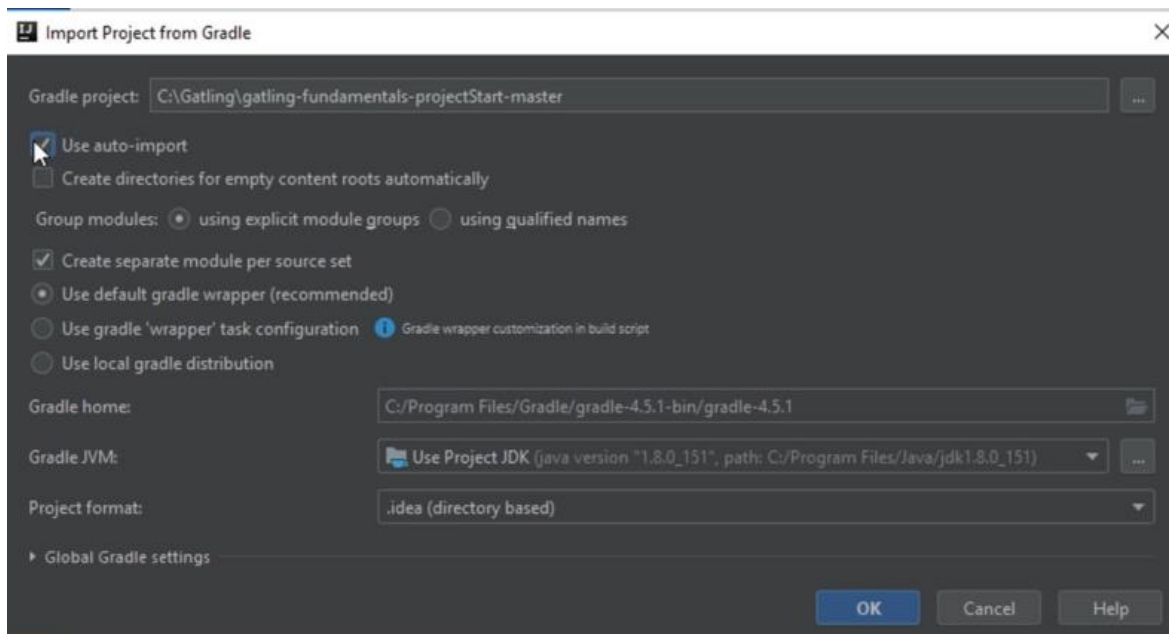 Import Project from Gradle
Gradle project: C:\Gatling\gatling-fundamentals-projectStart-master ...
Use auto-import
Create directories for empty content roots automatically
Group modules: using explicit module groups using qualified names
Create separate module per source set
Use default gradle wrapper (recommended)
Use gradle 'wrapper' task configuration Gradle wrapper customization in build script
Use local gradle distribution
Gradle home: C:/Program Files/Gradle/gradle-4.5.1-bin/gradle-4.5.1
Gradle JVM: Use Project JDK (java version "1.8.0_151", path: C:/Program Files/Java/jdk1.8.0_151) ...
Project format: .idea (directory based)
Global Gradle settings
OK Cancel Help